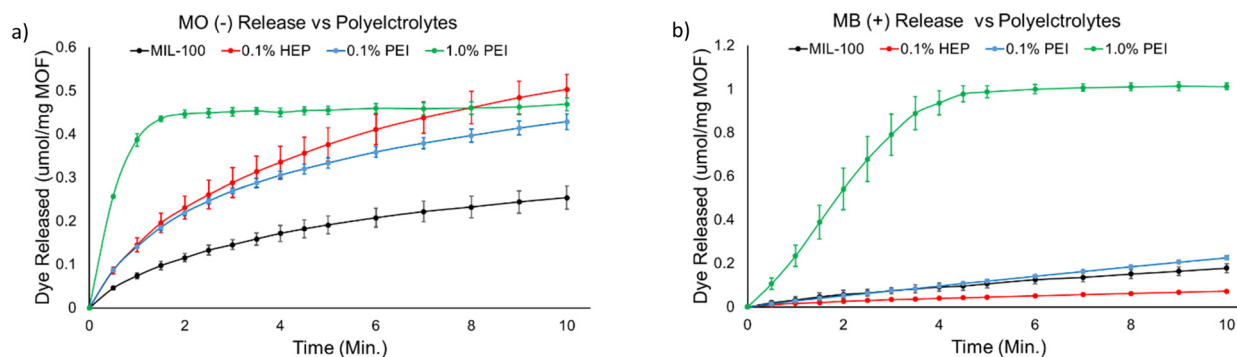 a)
MO (-) Release vs Polyelctrolytes
MIL-100 0.1% HEP 0.1% PEI 1.0% PEI
Dye Released (umol/mg MOF)
0.6
0.5
0.4
0.3
0.2
0.1
0
0 2 4 6 8 10
Time (Min.)
b)
MB (+) Release vs Polyelctrolytes
MIL-100 0.1% HEP 0.1% PEI 1.0% PEI
Dye Released (umol/mg MOF)
1.2
1
0.8
0.6
0.4
0.2
0
0 2 4 6 8 10
Time (Min.)